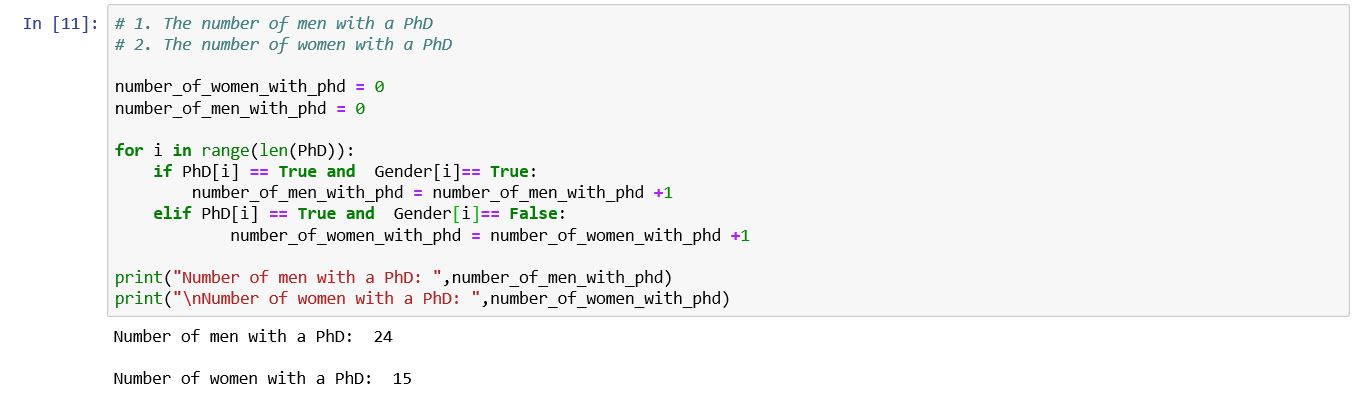 In [11]: # 1. The number of men with a PhD
# 2. The number of women with a PhD
number_of_women_with_phd = 0
number_of_men_with_phd = 0
for i in range(len(PhD)):
    if PhD[i] == True and  Gender[i]== True:
        number_of_men_with_phd = number_of_men_with_phd +1
    elif PhD[i] == True and  Gender[i]== False:
            number_of_women_with_phd = number_of_women_with_phd +1
print("Number of men with a PhD: ",number_of_men_with_phd)
print("\nNumber of women with a PhD: ",number_of_women_with_phd)
Number of men with a PhD:  24
Number of women with a PhD:  15